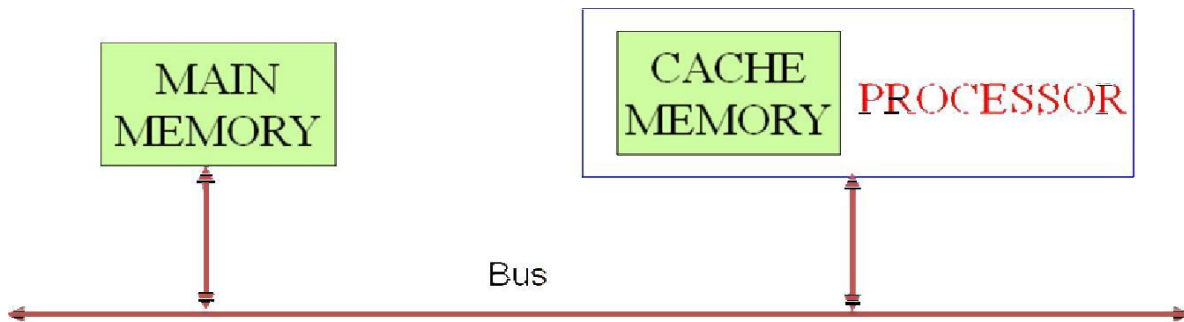 MAIN
MEMORY
CACHE
MEMORY
PROCESSOR
Bus